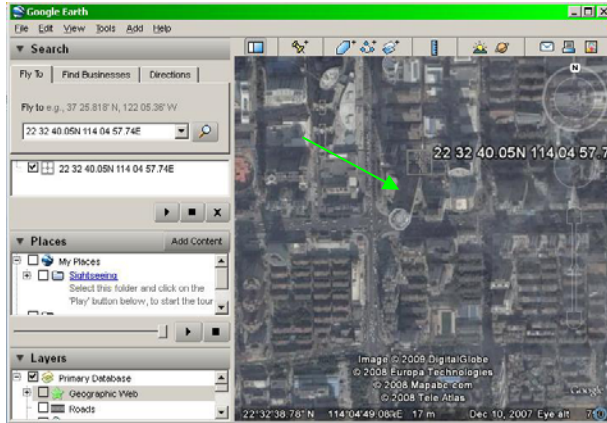 Google Earth
File Edit View Tools Add Help
▼ Search
Fly To Find Businesses Directions
Fly to e.g., 37 25.818' N, 122 05.36' W
22 32 40.05N 114 04 57.74E
22 32 40.05N 114 04 57.74E
▼ Places Add Content
My Places
Sightseeing
Select this folder and click on the
'Play' button below, to start the tour
▼ Layers
Primary Database
Geographic Web
Roads
N
22 32 40.05N 114 04 57.7
Image © 2009 DigitalGlobe
© 2008 Europa Technologies
© 2008 Mapabc.com
© 2008 Tele Atlas
Google
22°32'38.78" N 114°04'49.08" E 17 m Dec 10, 2007 Eye alt